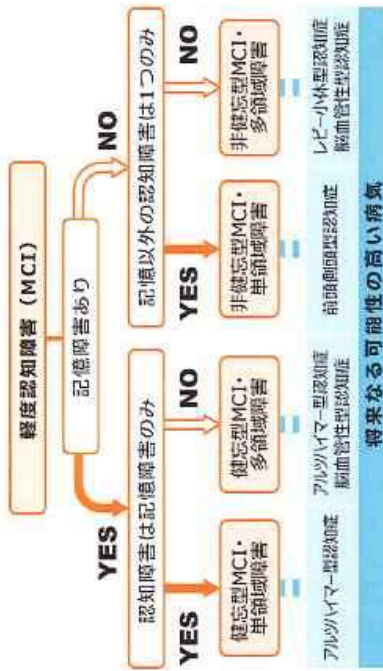 軽度認知障害（MCI）
記憶障害あり
YES
NO
認知障害は記憶障害のみ
記憶以外の認知障害は1つのみ
YES
NO
YES
NO
健忘型MCI・
単領域障害
健忘型MCI・
多領域障害
非健忘型MCI・
単領域障害
非健忘型MCI・
多領域障害
アルツハイマー型認知症
アルツハイマー型認知症
脳血管性型認知症
前頭側頭型認知症
レビー小体型認知症
脳血管性型認知症
将来なる可能性の高い病気